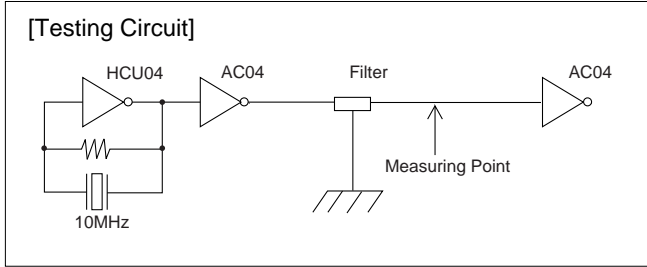 [Testing Circuit]
HCU04
AC04
Filter
AC04
Measuring Point
10MHz